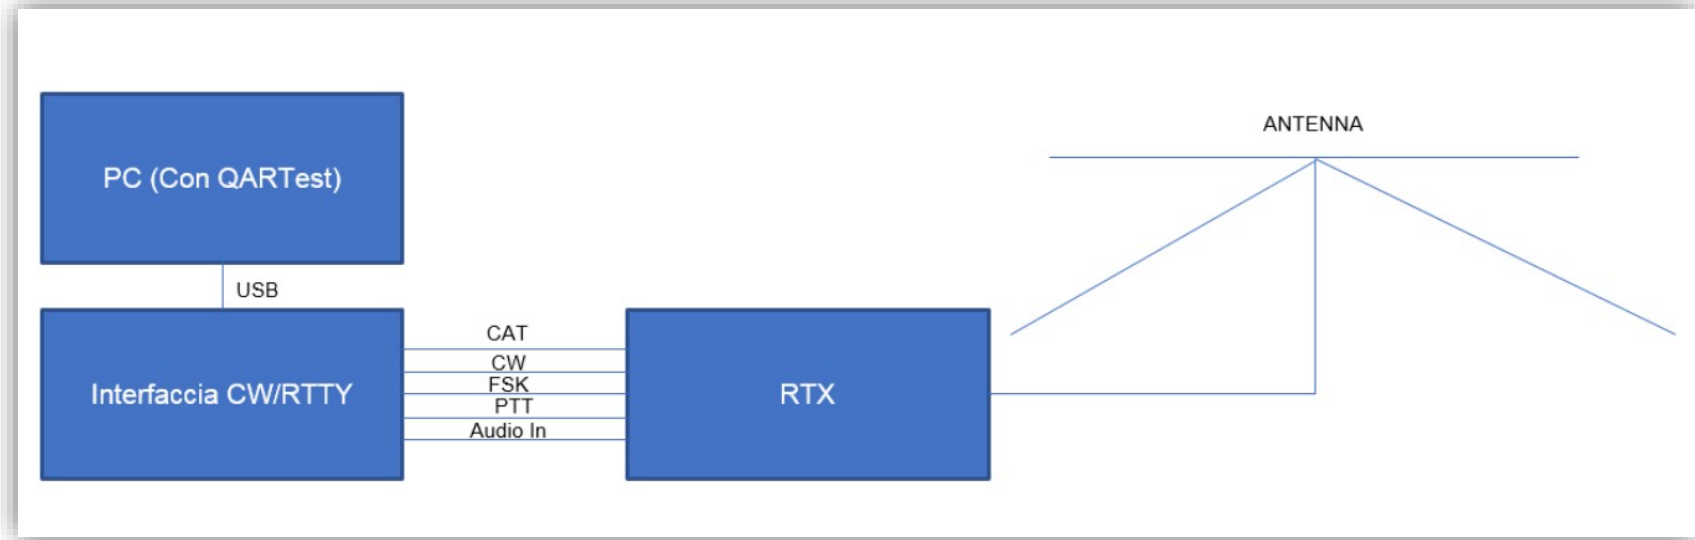 ANTENNA
PC (Con QARTest)
USB
Interfaccia CW/RTTY
CAT
CW
FSK
PTT
Audio In
RTX